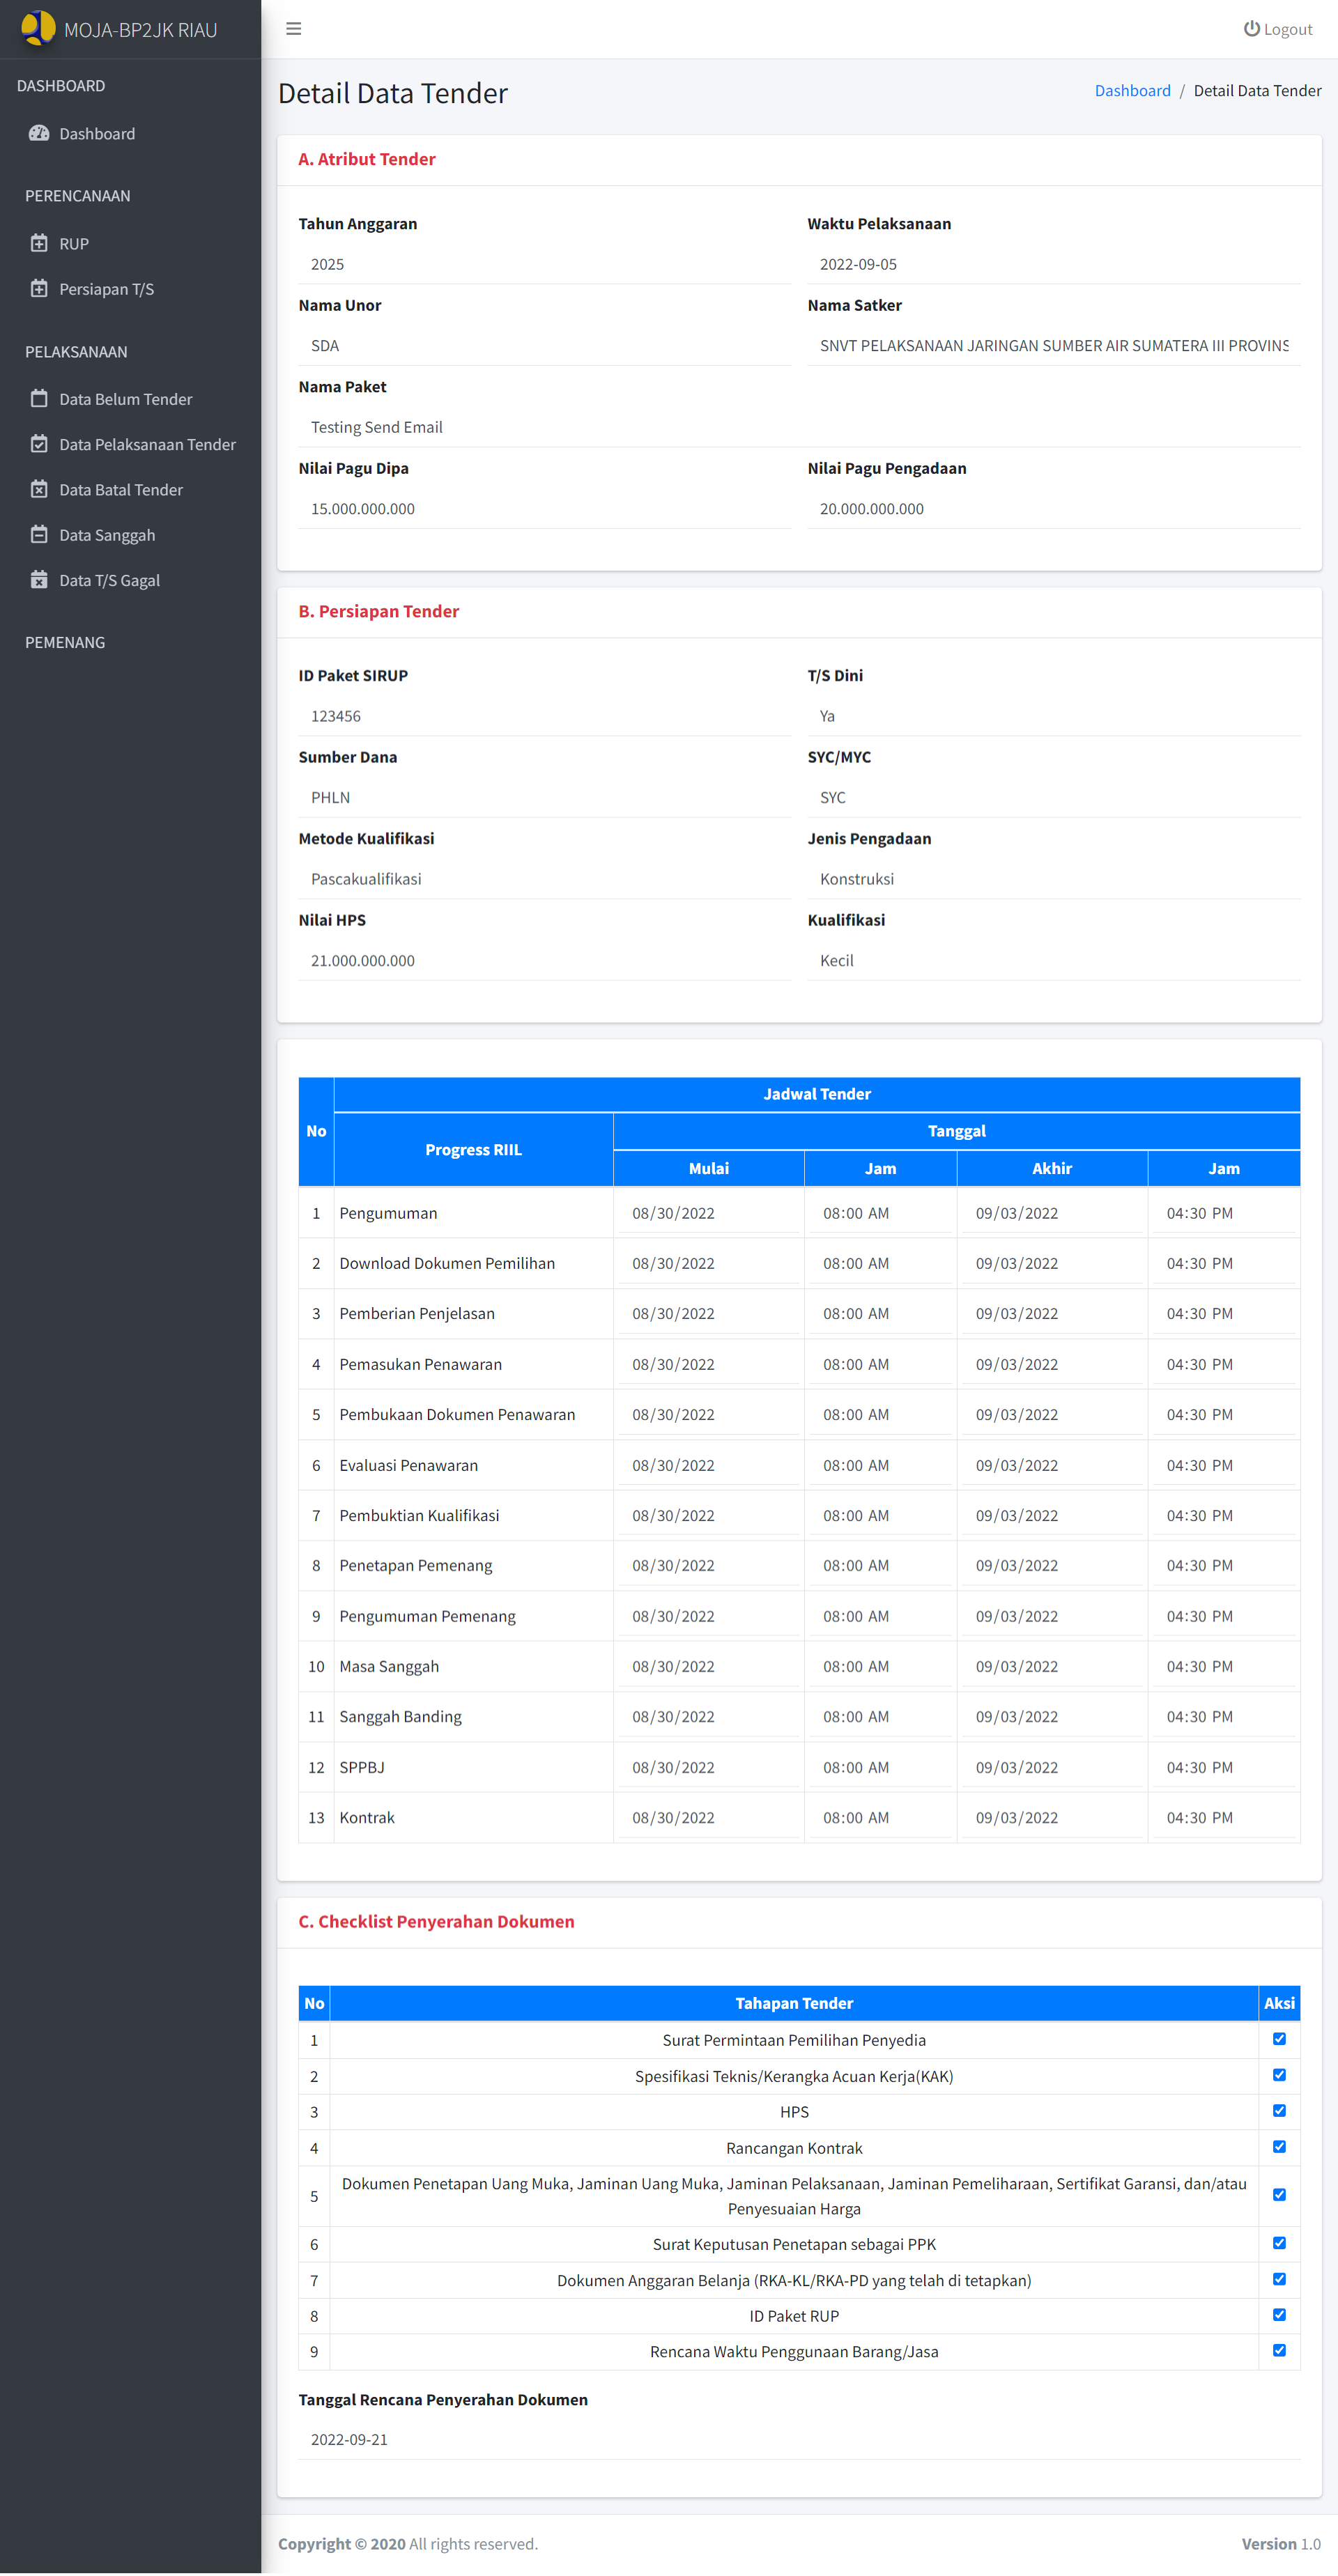 MOJA-BP2JK RIAU
Logout
DASHBOARD
Dashboard
PERENCANAAN
RUP
Persiapan T/S
PELAKSANAAN
Data Belum Tender
Data Pelaksanaan Tender
Data Batal Tender
Data Sanggah
Data T/S Gagal
PEMENANG
Detail Data Tender
Dashboard / Detail Data Tender
A. Atribut Tender
Tahun Anggaran Waktu Pelaksanaan
2025 2022-09-05
Nama Unor Nama Satker
SDA SNVT PELAKSANAAN JARINGAN SUMBER AIR SUMATERA III PROVINS
Nama Paket
Testing Send Email
Nilai Pagu Dipa Nilai Pagu Pengadaan
15.000.000.000 20.000.000.000
B. Persiapan Tender
ID Paket SIRUP T/S Dini
123456 Ya
Sumber Dana SYC/MYC
PHLN SYC
Metode Kualifikasi Jenis Pengadaan
Pascakualifikasi Konstruksi
Nilai HPS Kualifikasi
21.000.000.000 Kecil
Jadwal Tender
No Progress RIIL Tanggal
Mulai Jam Akhir Jam
1 Pengumuman 08/30/2022 08:00 AM 09/03/2022 04:30 PM
2 Download Dokumen Pemilihan 08/30/2022 08:00 AM 09/03/2022 04:30 PM
3 Pemberian Penjelasan 08/30/2022 08:00 AM 09/03/2022 04:30 PM
4 Pemasukan Penawaran 08/30/2022 08:00 AM 09/03/2022 04:30 PM
5 Pembukaan Dokumen Penawaran 08/30/2022 08:00 AM 09/03/2022 04:30 PM
6 Evaluasi Penawaran 08/30/2022 08:00 AM 09/03/2022 04:30 PM
7 Pembuktian Kualifikasi 08/30/2022 08:00 AM 09/03/2022 04:30 PM
8 Penetapan Pemenang 08/30/2022 08:00 AM 09/03/2022 04:30 PM
9 Pengumuman Pemenang 08/30/2022 08:00 AM 09/03/2022 04:30 PM
10 Masa Sanggah 08/30/2022 08:00 AM 09/03/2022 04:30 PM
11 Sanggah Banding 08/30/2022 08:00 AM 09/03/2022 04:30 PM
12 SPPBJ 08/30/2022 08:00 AM 09/03/2022 04:30 PM
13 Kontrak 08/30/2022 08:00 AM 09/03/2022 04:30 PM
C. Checklist Penyerahan Dokumen
No Tahapan Tender Aksi
1 Surat Permintaan Pemilihan Penyedia
2 Spesifikasi Teknis/Kerangka Acuan Kerja(KAK)
3 HPS
4 Rancangan Kontrak
5 Dokumen Penetapan Uang Muka, Jaminan Uang Muka, Jaminan Pelaksanaan, Jaminan Pemeliharaan, Sertifikat Garansi, dan/atau
Penyesuaian Harga
6 Surat Keputusan Penetapan sebagai PPK
7 Dokumen Anggaran Belanja (RKA-KL/RKA-PD yang telah di tetapkan)
8 ID Paket RUP
9 Rencana Waktu Penggunaan Barang/Jasa
Tanggal Rencana Penyerahan Dokumen
2022-09-21
Copyright © 2020 All rights reserved. Version 1.0